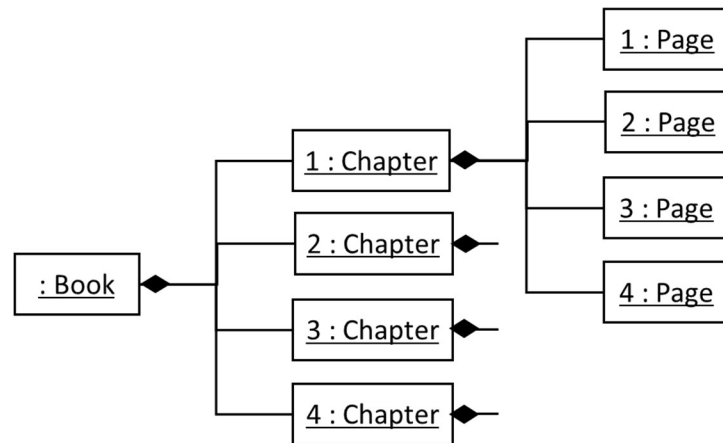 : Book
1 : Chapter
2 : Chapter
3 : Chapter
4 : Chapter
1 : Page
2 : Page
3 : Page
4 : Page